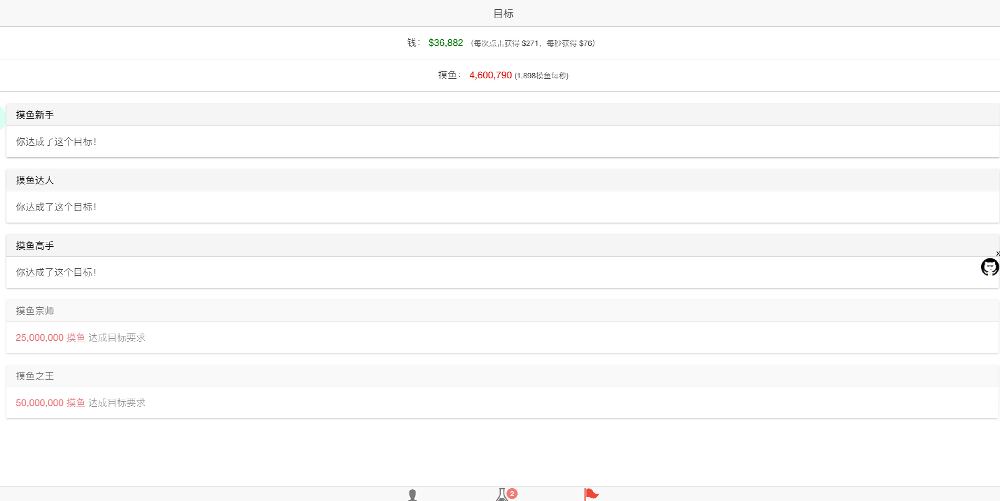 目标
钱： $36,882 （每次点击获得 $271，每秒获得 $76）
摸鱼： 4,600,790 (1,898摸鱼每秒)
摸鱼新手
你达成了这个目标！
摸鱼达人
你达成了这个目标！
摸鱼高手
你达成了这个目标！
x
摸鱼宗师
25,000,000 摸鱼 达成目标要求
摸鱼之王
50,000,000 摸鱼 达成目标要求
2